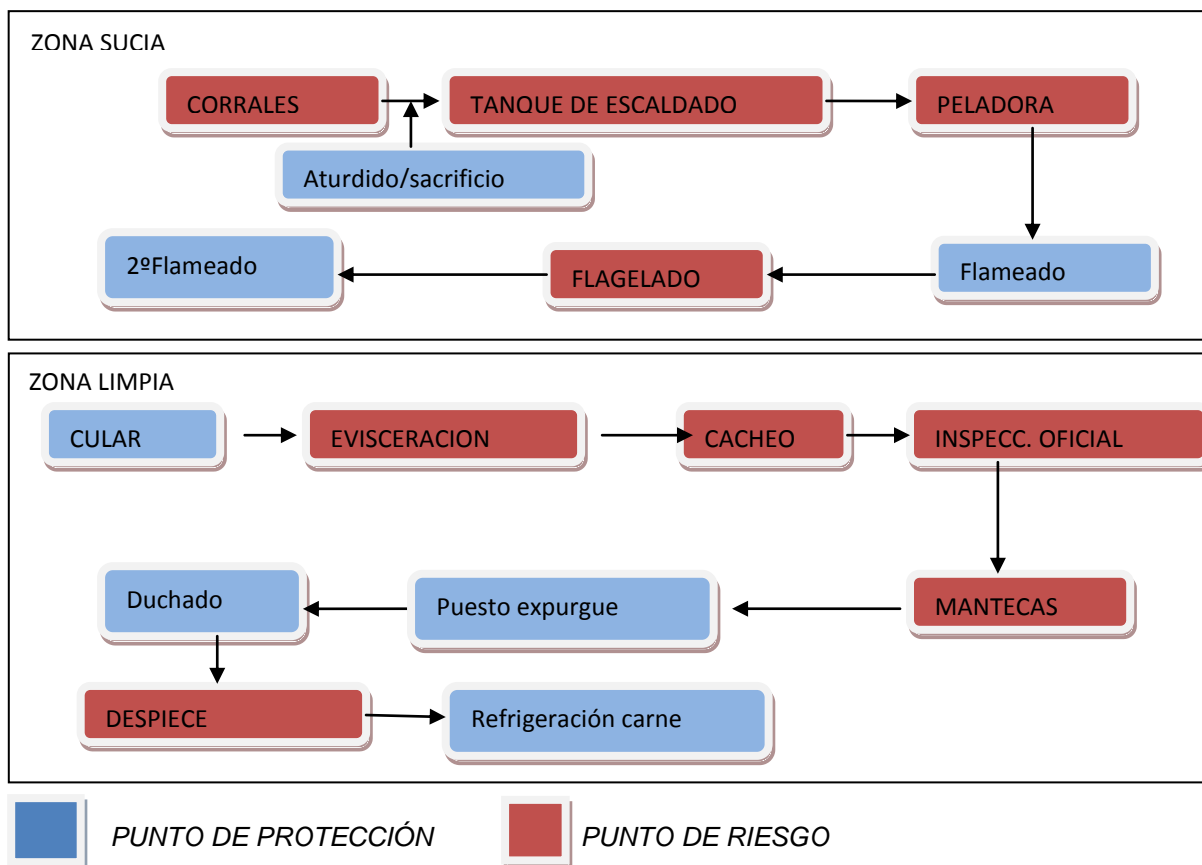 ZONA SUCIA
CORRALES
TANQUE DE ESCALDADO
PELADORA
Aturdido/sacrificio
2ºFlameado
FLAGELADO
Flameado
ZONA LIMPIA
CULAR
EVISCERACION
CACHEO
INSPECC. OFICIAL
Duchado
Puesto expurgue
MANTECAS
DESPIECE
Refrigeración carne
PUNTO DE PROTECCIÓN
PUNTO DE RIESGO